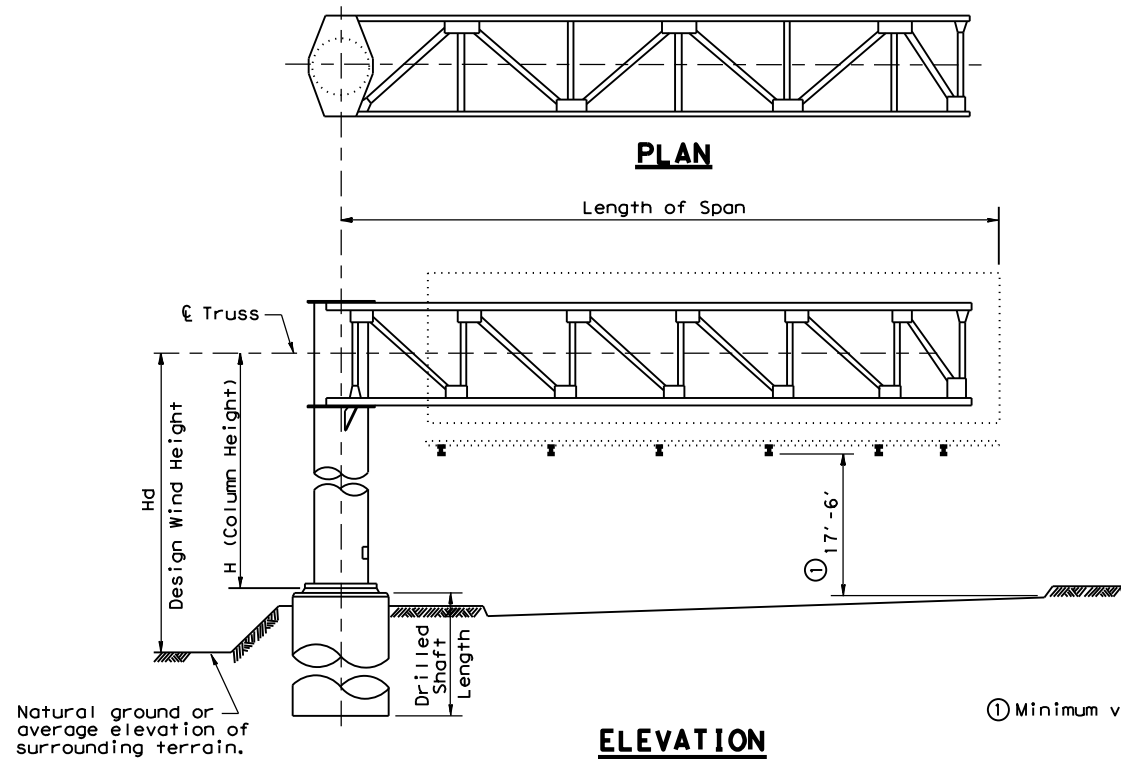 PLAN
Length of Span
℄ Truss
Hd
Design Wind Height
H (Column Height)
① 17'-6'
Drilled
Shaft
Length
Natural ground or
average elevation of
surrounding terrain.
① Minimum v
ELEVATION